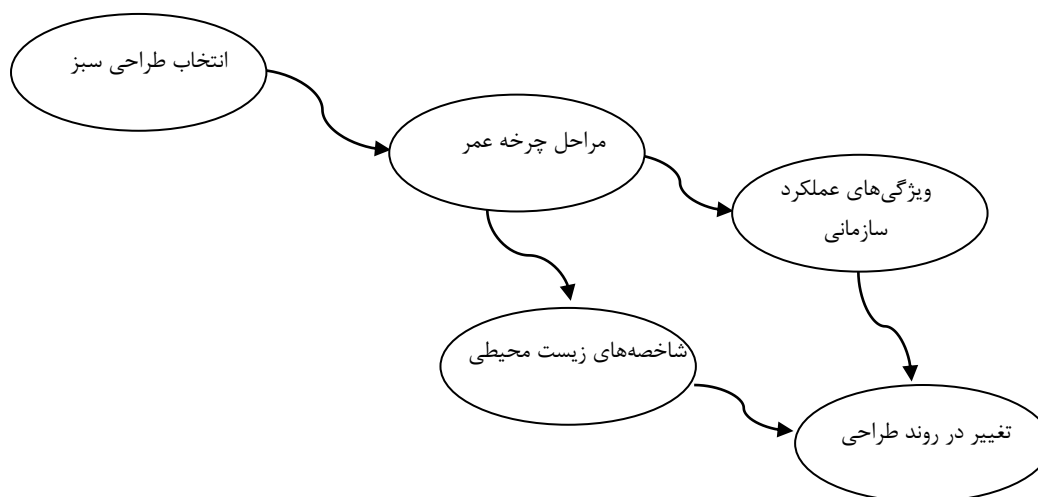 انتخاب طراحی سبز
مراحل چرخه عمر
ویژگی‌های عملکرد
سازمانی
شاخصه‌های زیست محیطی
تغییر در روند طراحی